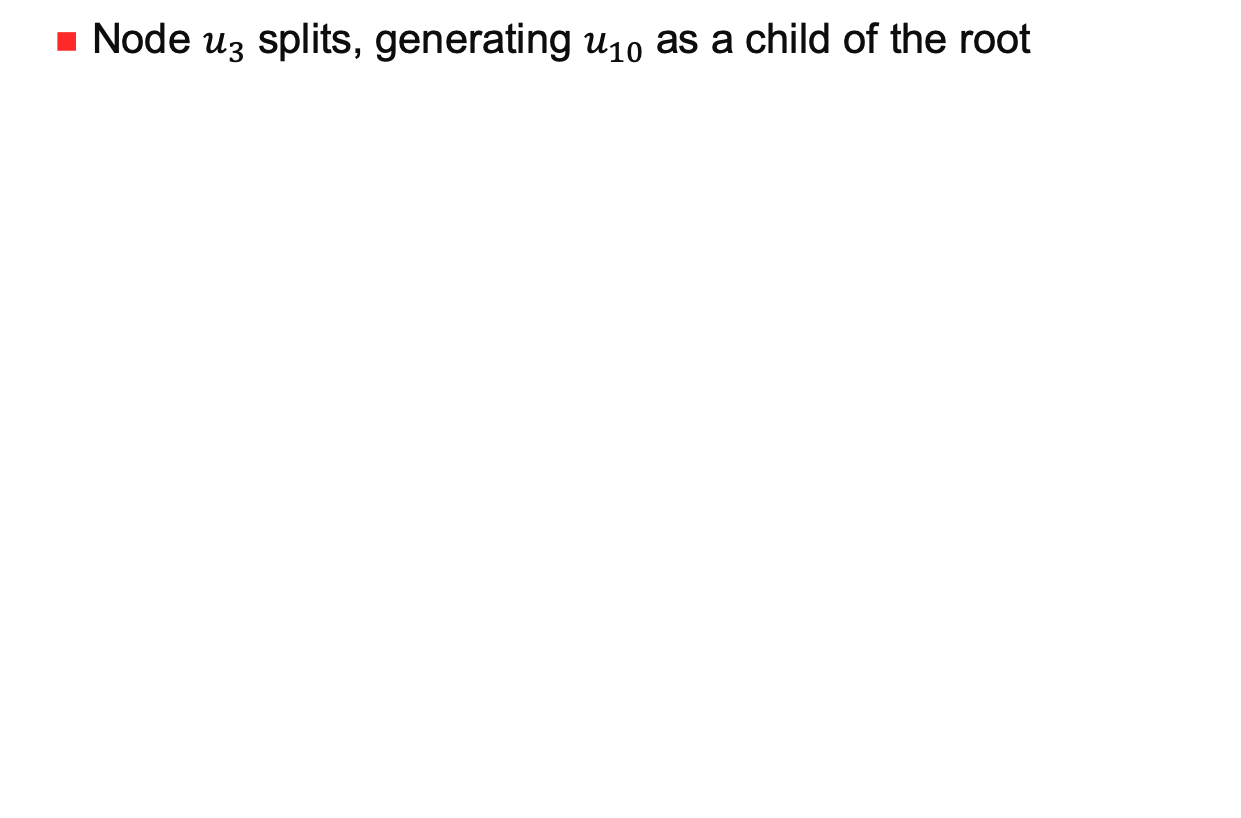 ▪ Node 𝑢₃ splits, generating 𝑢₁₀ as a child of the root